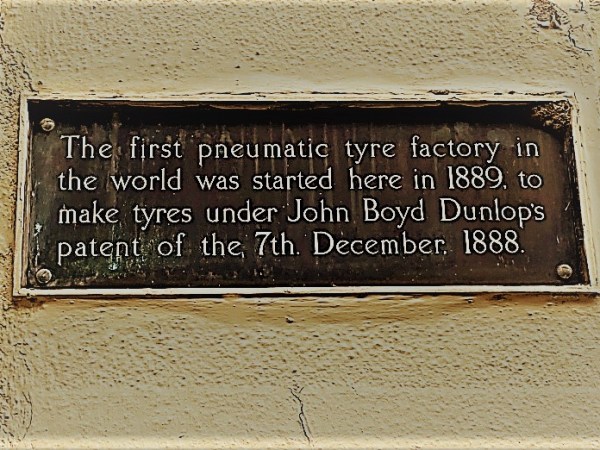 The first pneumatic tyre factory in
the world was started here in 1889, to
make tyres under John Boyd Dunlop's
patent of the 7th. December. 1888.